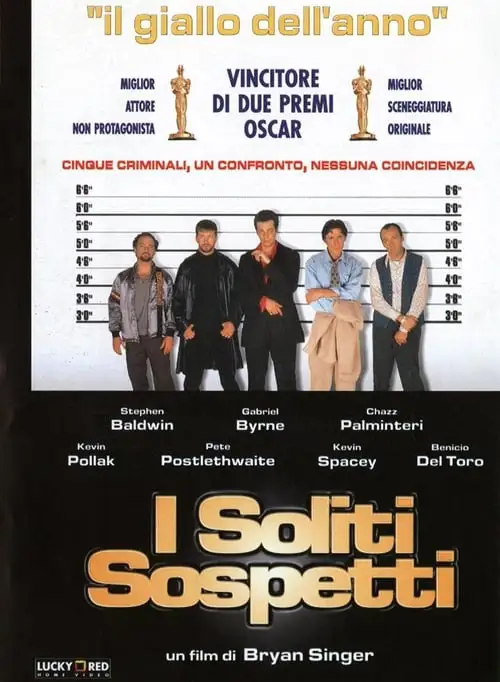 "il giallo dell'anno"
MIGLIOR
ATTORE
NON PROTAGONISTA
VINCITORE
DI DUE PREMI
OSCAR
MIGLIOR
SCENEGGIATURA
ORIGINALE
CINQUE CRIMINALI, UN CONFRONTO, NESSUNA COINCIDENZA
6'6" 6'6"
6'0" 6'0"
5'6" 5'6"
5'0" 5'0"
4'6" 4'6"
4'0" 4'0"
3'6" 3'6"
3'0" 3'0"
Stephen Baldwin
Gabriel Byrne
Chazz Palminteri
Kevin Pollak
Pete Postlethwaite
Kevin Spacey
Benicio Del Toro
I Soliti
Sospetti
un film di Bryan Singer
LUCKY RED
HOME VIDEO